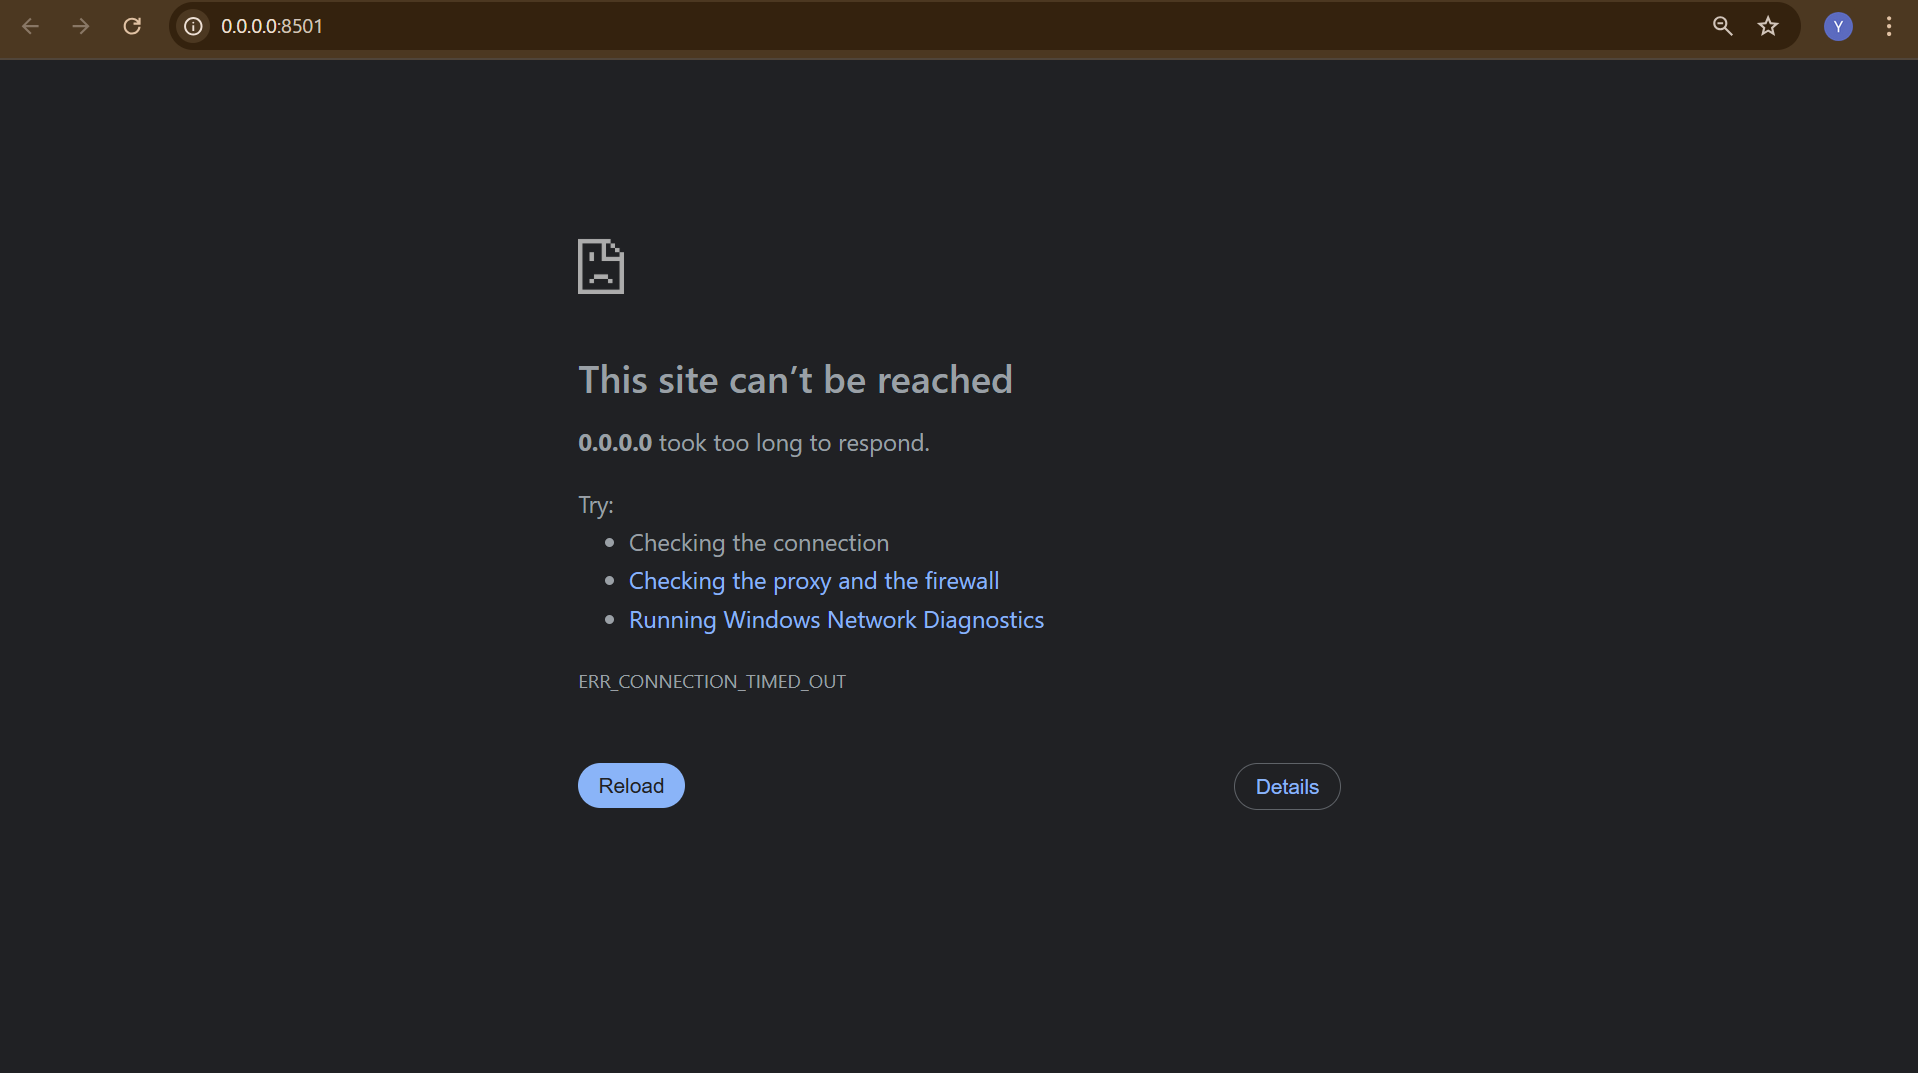 0.0.0.0:8501
Y
This site can’t be reached
0.0.0.0 took too long to respond.
Try:
Checking the connection
Checking the proxy and the firewall
Running Windows Network Diagnostics
ERR_CONNECTION_TIMED_OUT
Reload
Details